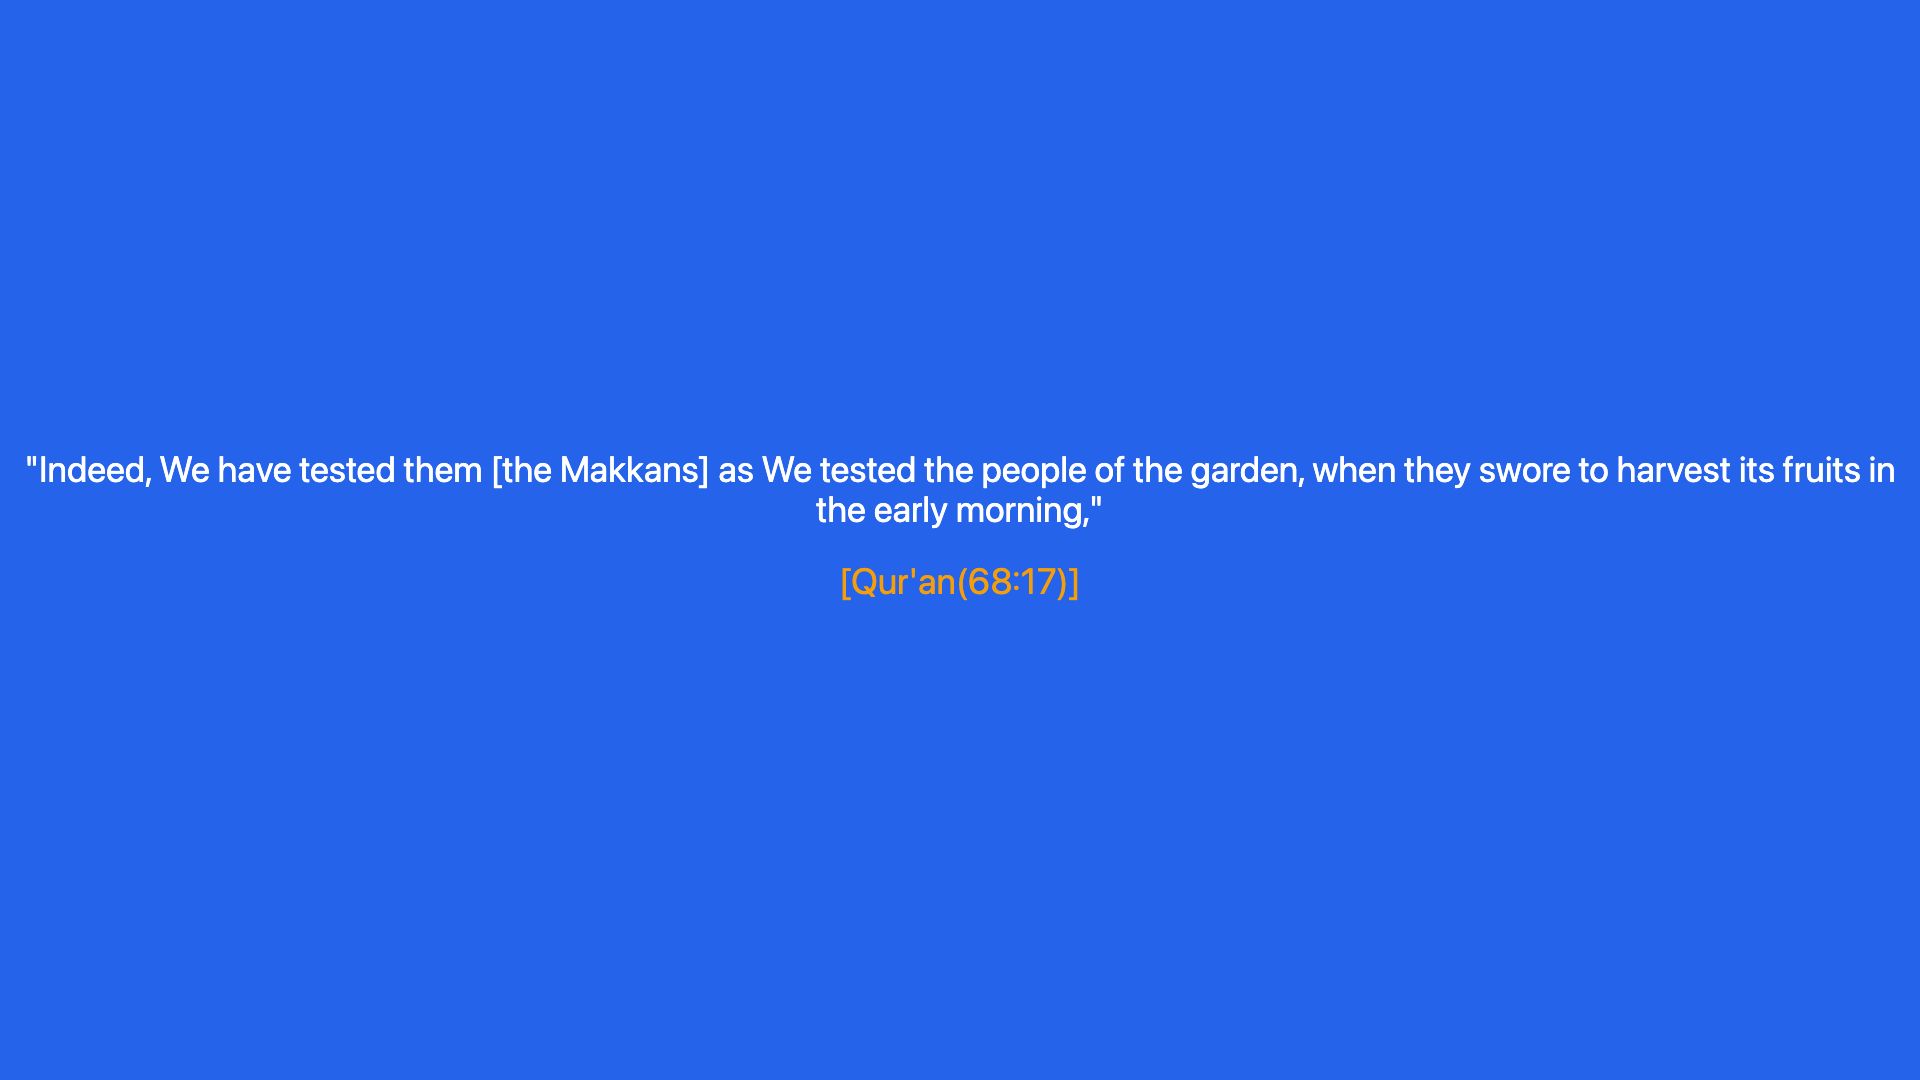 "Indeed, We have tested them [the Makkans] as We tested the people of the garden, when they swore to harvest its fruits in
the early morning,"
[Qur'an(68:17)]